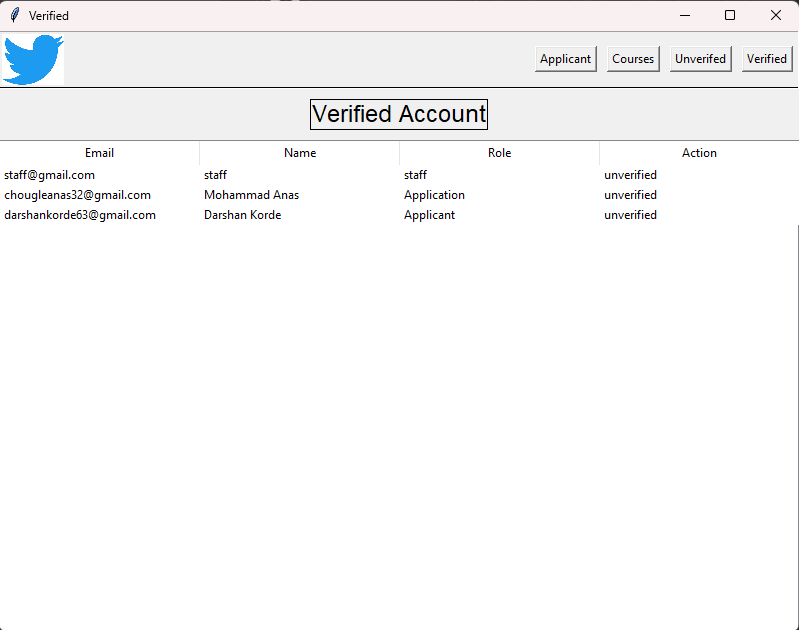 Verified
Applicant Courses Unverifed Verified
Verified Account
Email Name Role Action
staff@gmail.com staff staff unverified
chougleanas32@gmail.com Mohammad Anas Application unverified
darshankorde63@gmail.com Darshan Korde Applicant unverified